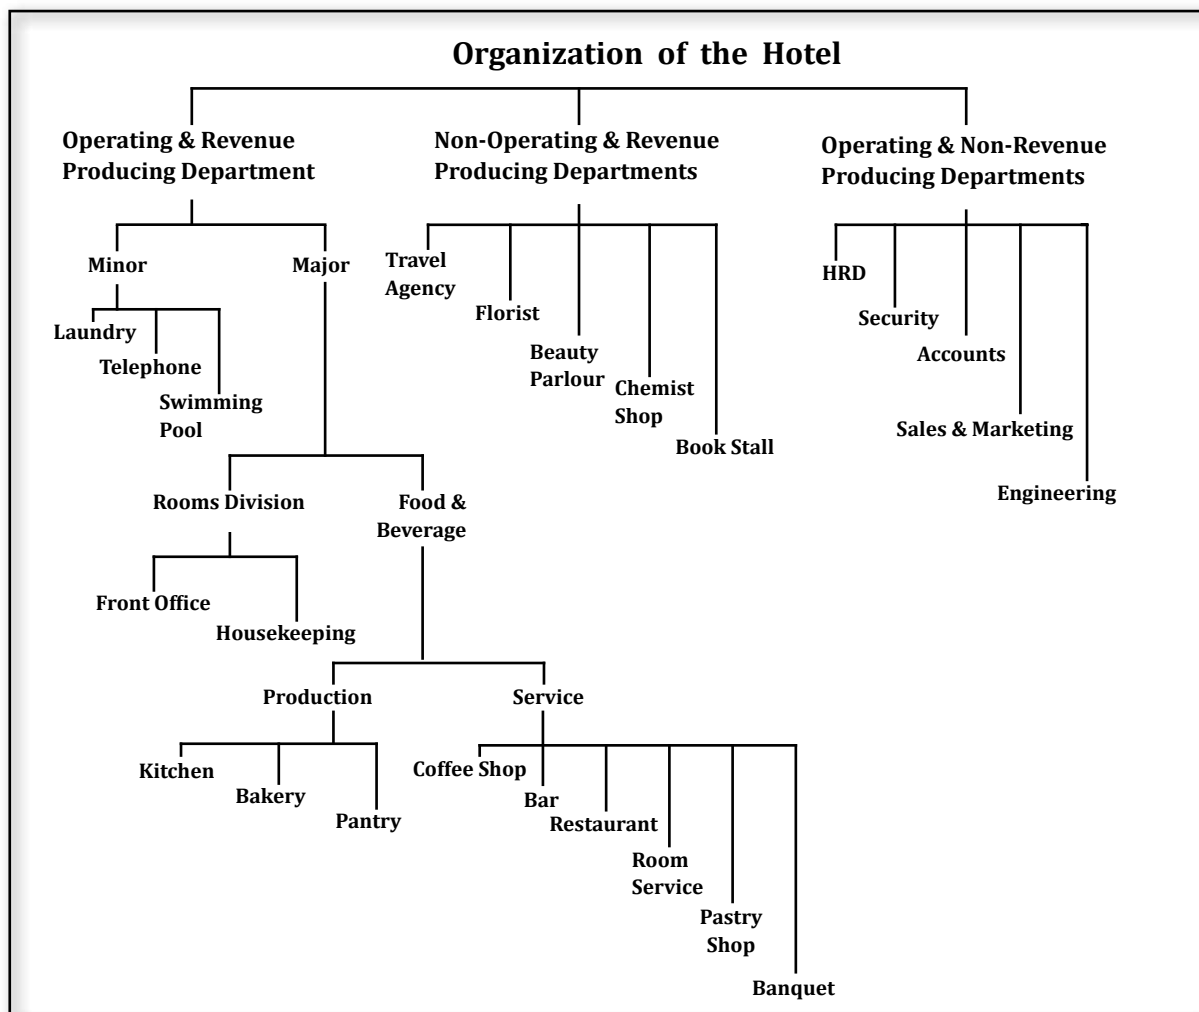 Organization of the Hotel
Operating & Revenue
Producing Department
Non-Operating & Revenue
Producing Departments
Operating & Non-Revenue
Producing Departments
Minor
Major
Laundry
Telephone
Swimming
Pool
Travel
Agency
Florist
Beauty
Parlour
Chemist
Shop
Book Stall
HRD
Security
Accounts
Sales & Marketing
Engineering
Rooms Division
Food &
Beverage
Front Office
Housekeeping
Production
Service
Kitchen
Bakery
Pantry
Coffee Shop
Bar
Restaurant
Room
Service
Pastry
Shop
Banquet